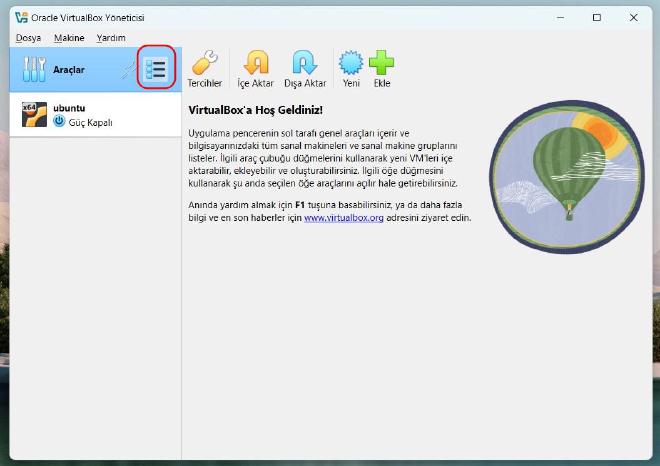 Oracle VirtualBox Yöneticisi
Dosya Makine Yardım
Araçlar
Tercihler İçe Aktar Dışa Aktar Yeni Ekle
x64
ubuntu
Güç Kapalı
VirtualBox'a Hoş Geldiniz!
Uygulama pencerenin sol tarafı genel araçları içerir ve
bilgisayarınızdaki tüm sanal makineleri ve sanal makine gruplarını
listeler. İlgili araç çubuğu düğmelerini kullanarak yeni VM'leri içe
aktarabilir, ekleyebilir ve oluşturabilirsiniz. İlgili öğe düğmesini
kullanarak şu anda seçilen öğe araçlarını açılır hale getirebilirsiniz.
Anında yardım almak için F1 tuşuna basabilirsiniz, ya da daha fazla
bilgi ve en son haberler için www.virtualbox.org adresini ziyaret edin.